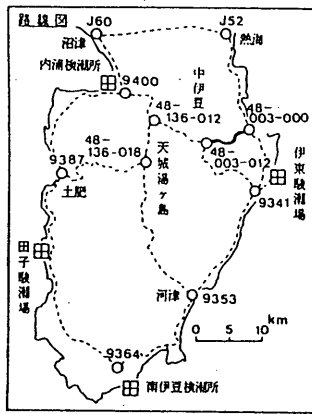 路線図
J60
J52
沼津
熱海
内浦検潮所
9400
中伊豆
48-
136-012
48-
003-000
48-
136-018
48-
003-012
9387
土肥
天城湯ヶ島
伊東験潮場
9341
田子験潮場
河津
9353
0 5 10
km
9364
南伊豆検潮所